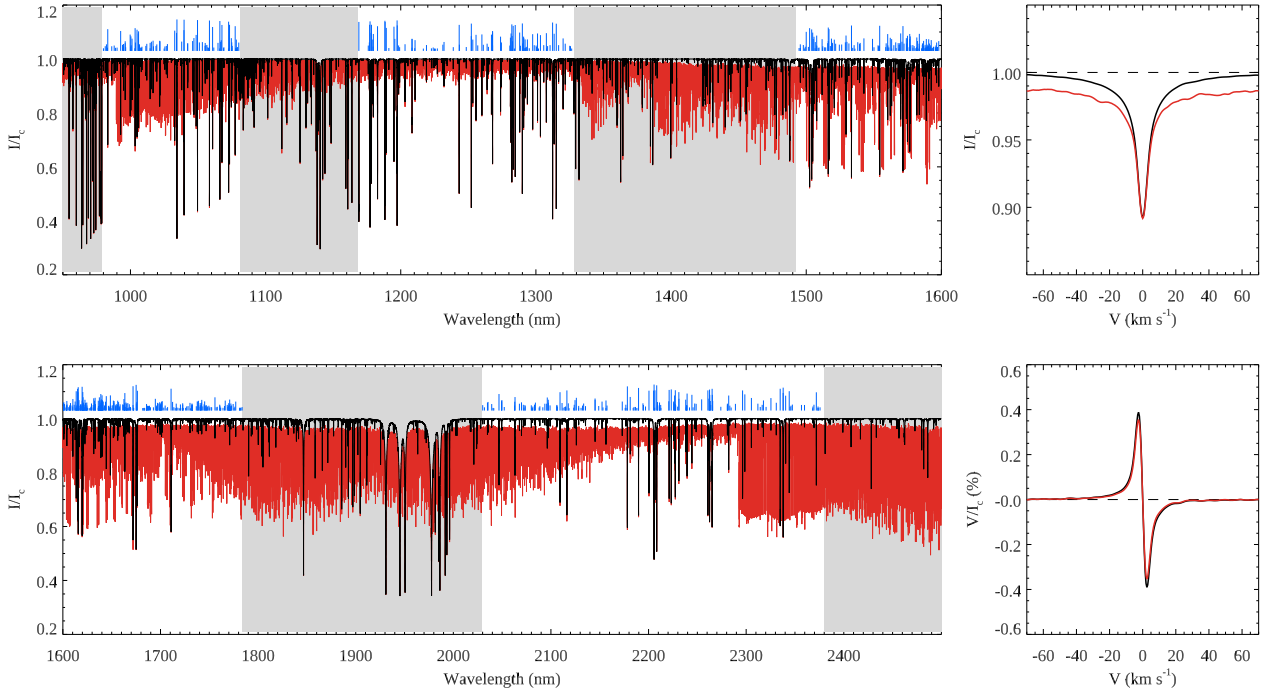 1.2
1.0
0.8
0.6
0.4
0.2
I/I_c
1000 1100 1200 1300 1400 1500 1600
Wavelength (nm)
1.00
0.95
0.90
I/I_c
-60 -40 -20 0 20 40 60
V (km s^-1)
1.2
1.0
0.8
0.6
0.4
0.2
I/I_c
1600 1700 1800 1900 2000 2100 2200 2300 2400
Wavelength (nm)
0.6
0.4
0.2
-0.0
-0.2
-0.4
-0.6
V/I_c (%)
-60 -40 -20 0 20 40 60
V (km s^-1)